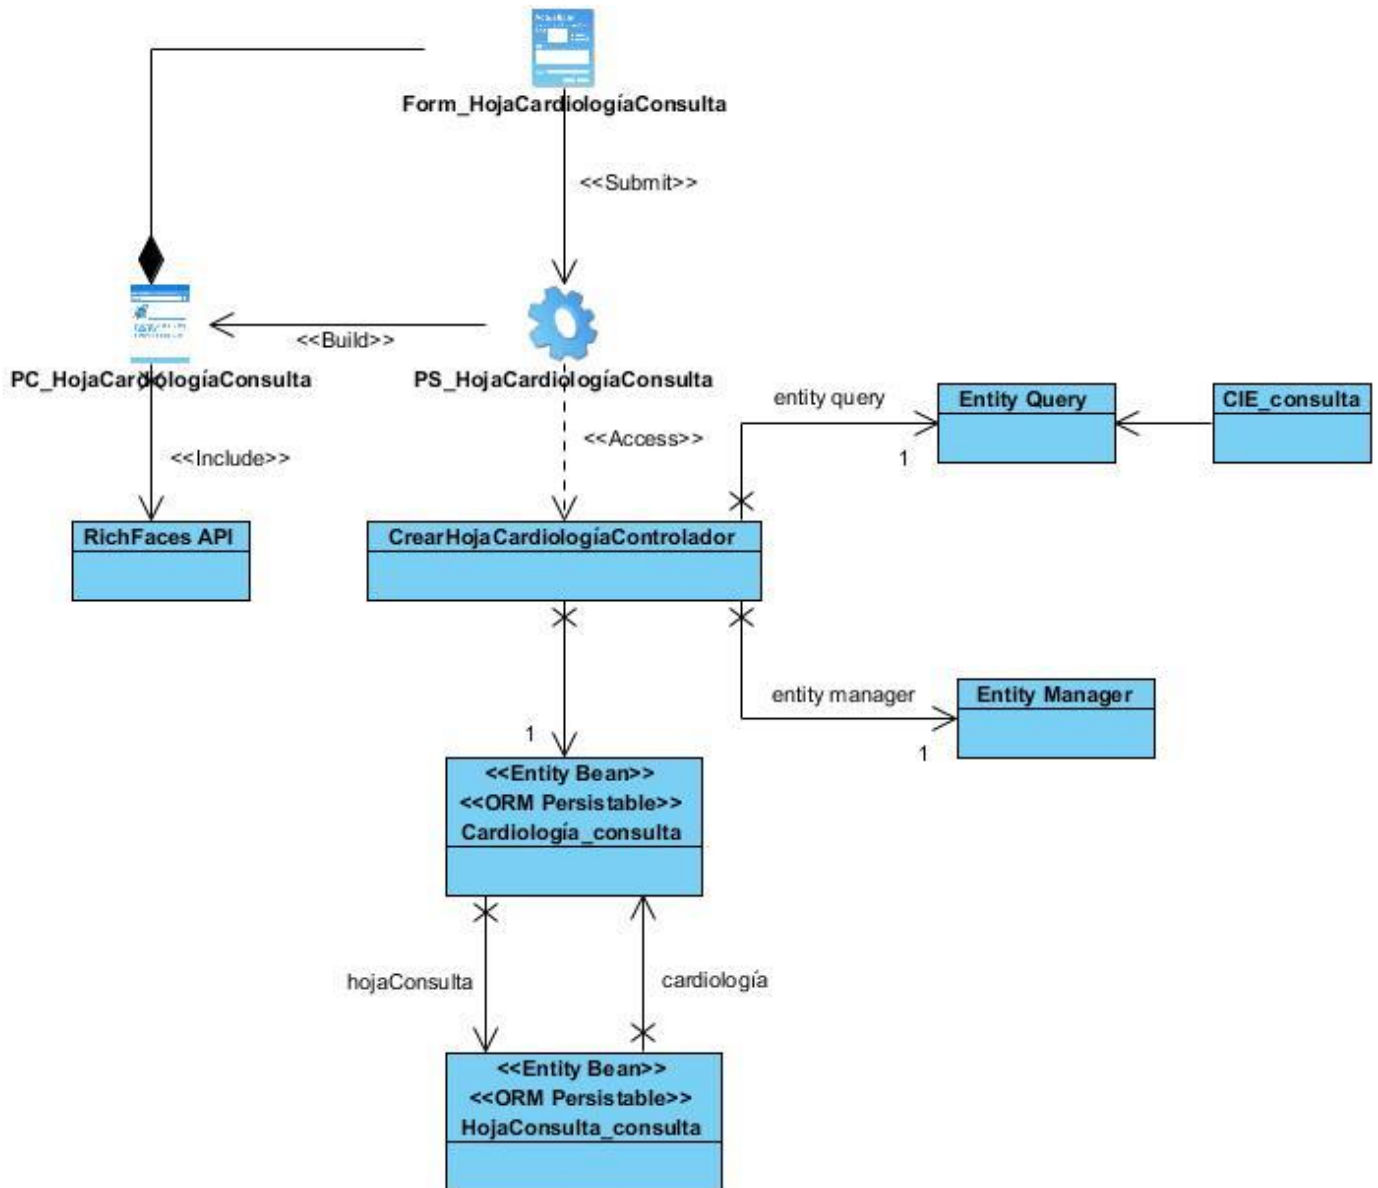 Form_HojaCardiologíaConsulta
<<Submit>>
<<Build>>
PC_HojaCardiologíaConsulta
PS_HojaCardiologíaConsulta
<<Include>>
<<Access>>
entity query
1
Entity Query
CIE_consulta
RichFaces API
CrearHojaCardiologíaControlador
entity manager
1
Entity Manager
1
<<Entity Bean>>
<<ORM Persistable>>
Cardiología_consulta
hojaConsulta
cardiología
<<Entity Bean>>
<<ORM Persistable>>
HojaConsulta_consulta